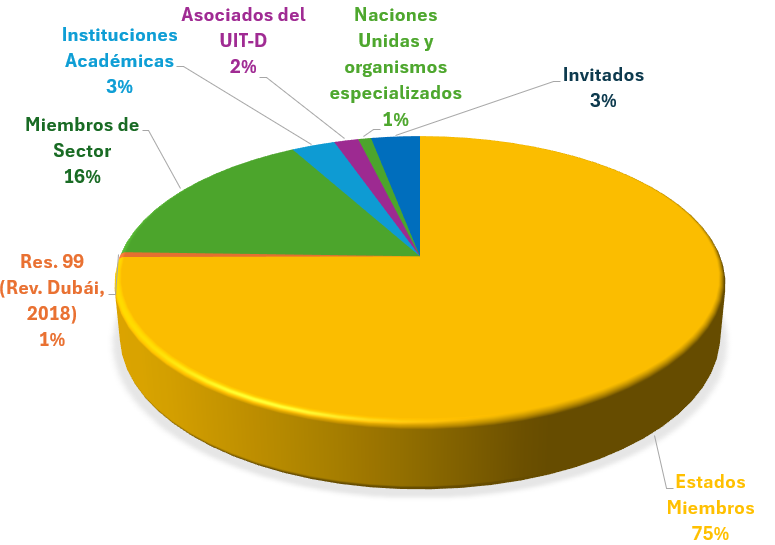 Asociados del
UIT-D
2%
Naciones
Unidas y
organismos
especializados
1%
Instituciones
Académicas
3%
Invitados
3%
Miembros de
Sector
16%
Res. 99
(Rev. Dubái,
2018)
1%
Estados
Miembros
75%